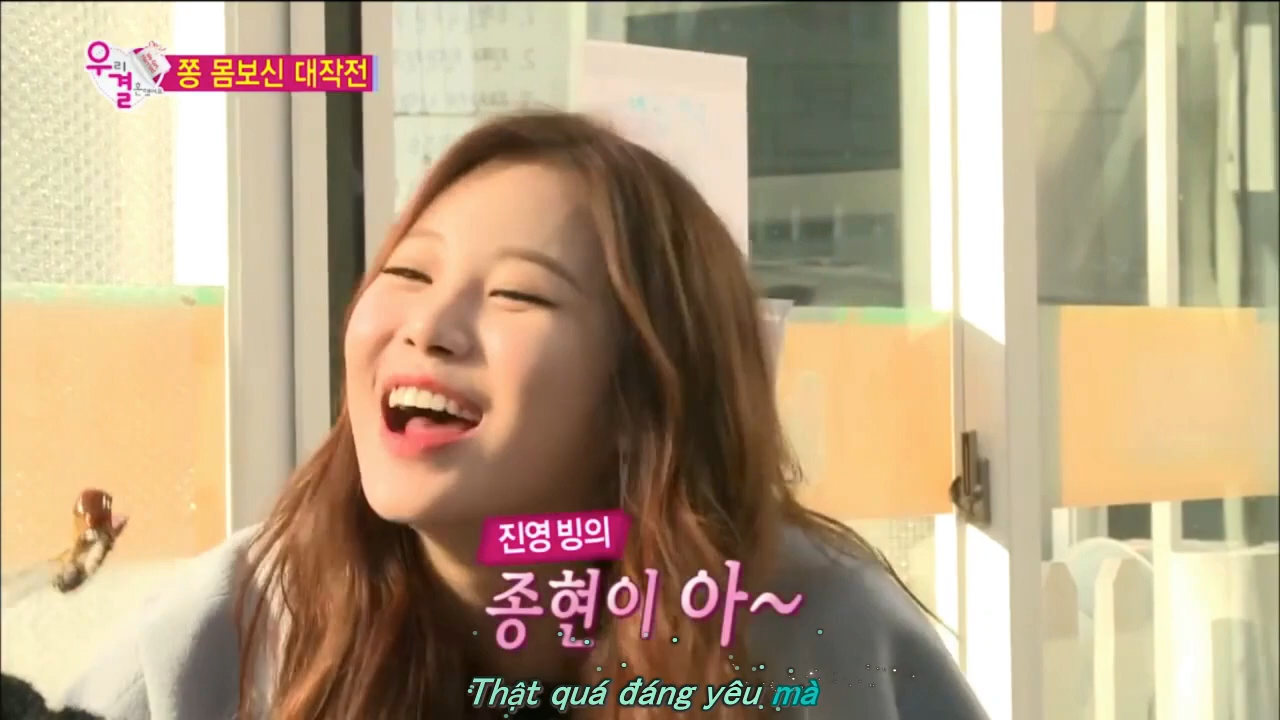 우리
결혼했어요
쫑 몸보신 대작전
진영 빙의
종현이 아~
Thật quá đáng yêu mà